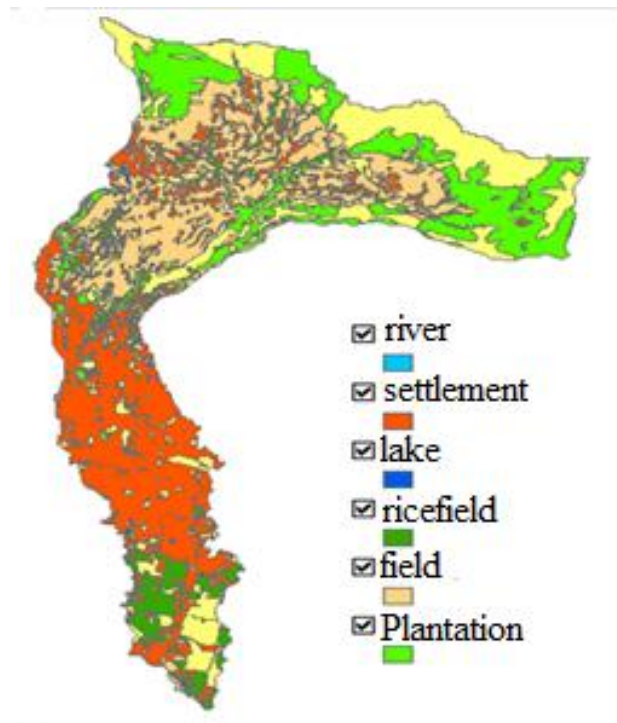 river
settlement
lake
ricefield
field
Plantation